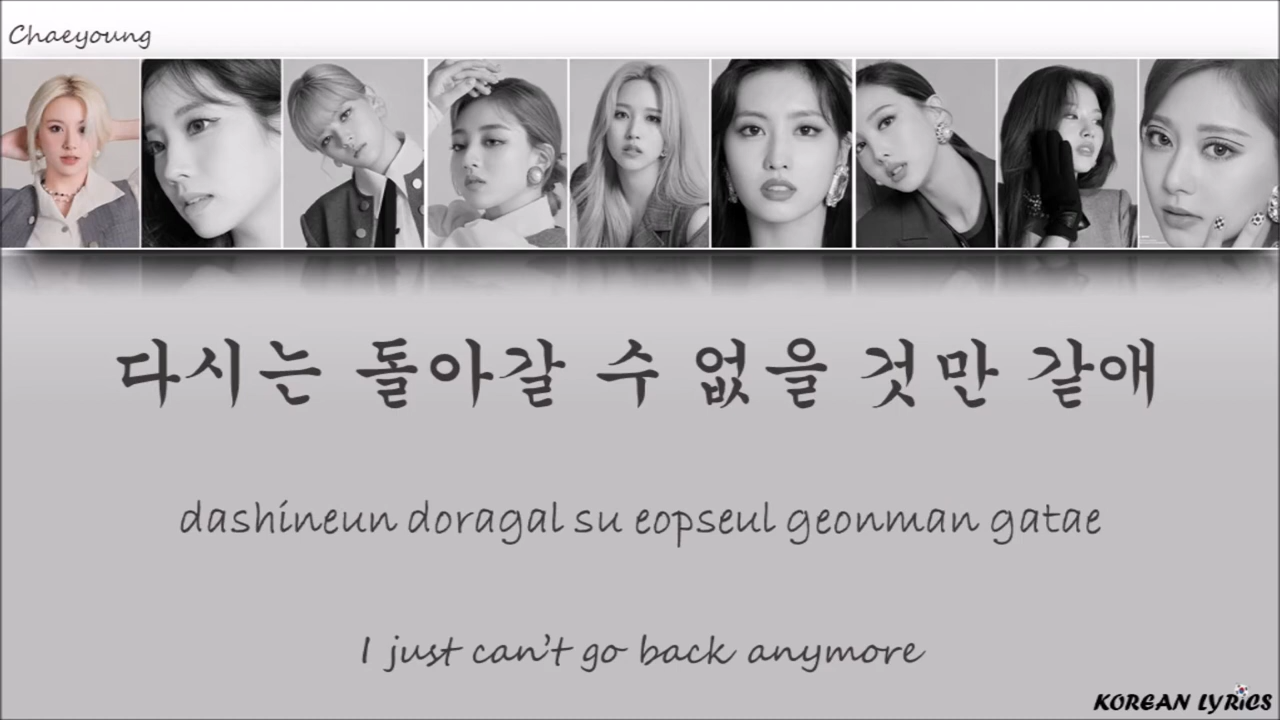 Chaeyoung
다시는 돌아갈 수 없을 것만 같애
dashineun doragal su eopseul geonman gatae
I just can't go back anymore
KOREAN LYRICS